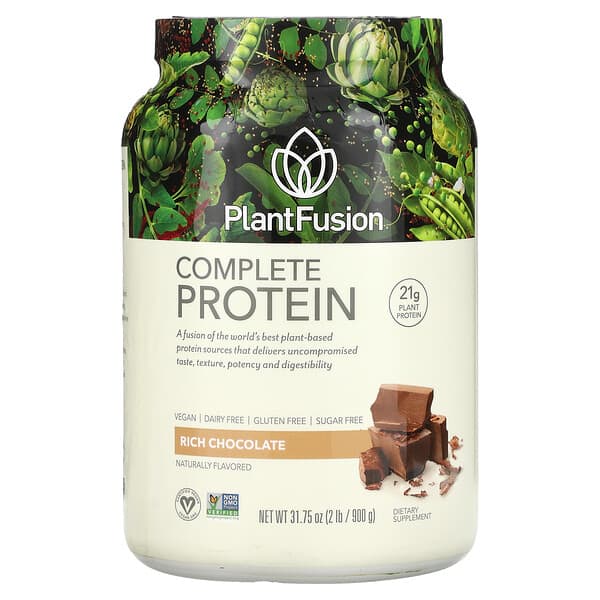 PlantFusion
COMPLETE
PROTEIN
21g
PLANT
PROTEIN
A fusion of the world's best plant-based
protein sources that delivers uncompromised
taste, texture, potency and digestibility
VEGAN | DAIRY FREE | GLUTEN FREE | SUGAR FREE
RICH CHOCOLATE
NATURALLY FLAVORED
NON
GMO
Project
VERIFIED
NET WT 31.75 oz (2 lb / 900g)
DIETARY
SUPPLEMENT